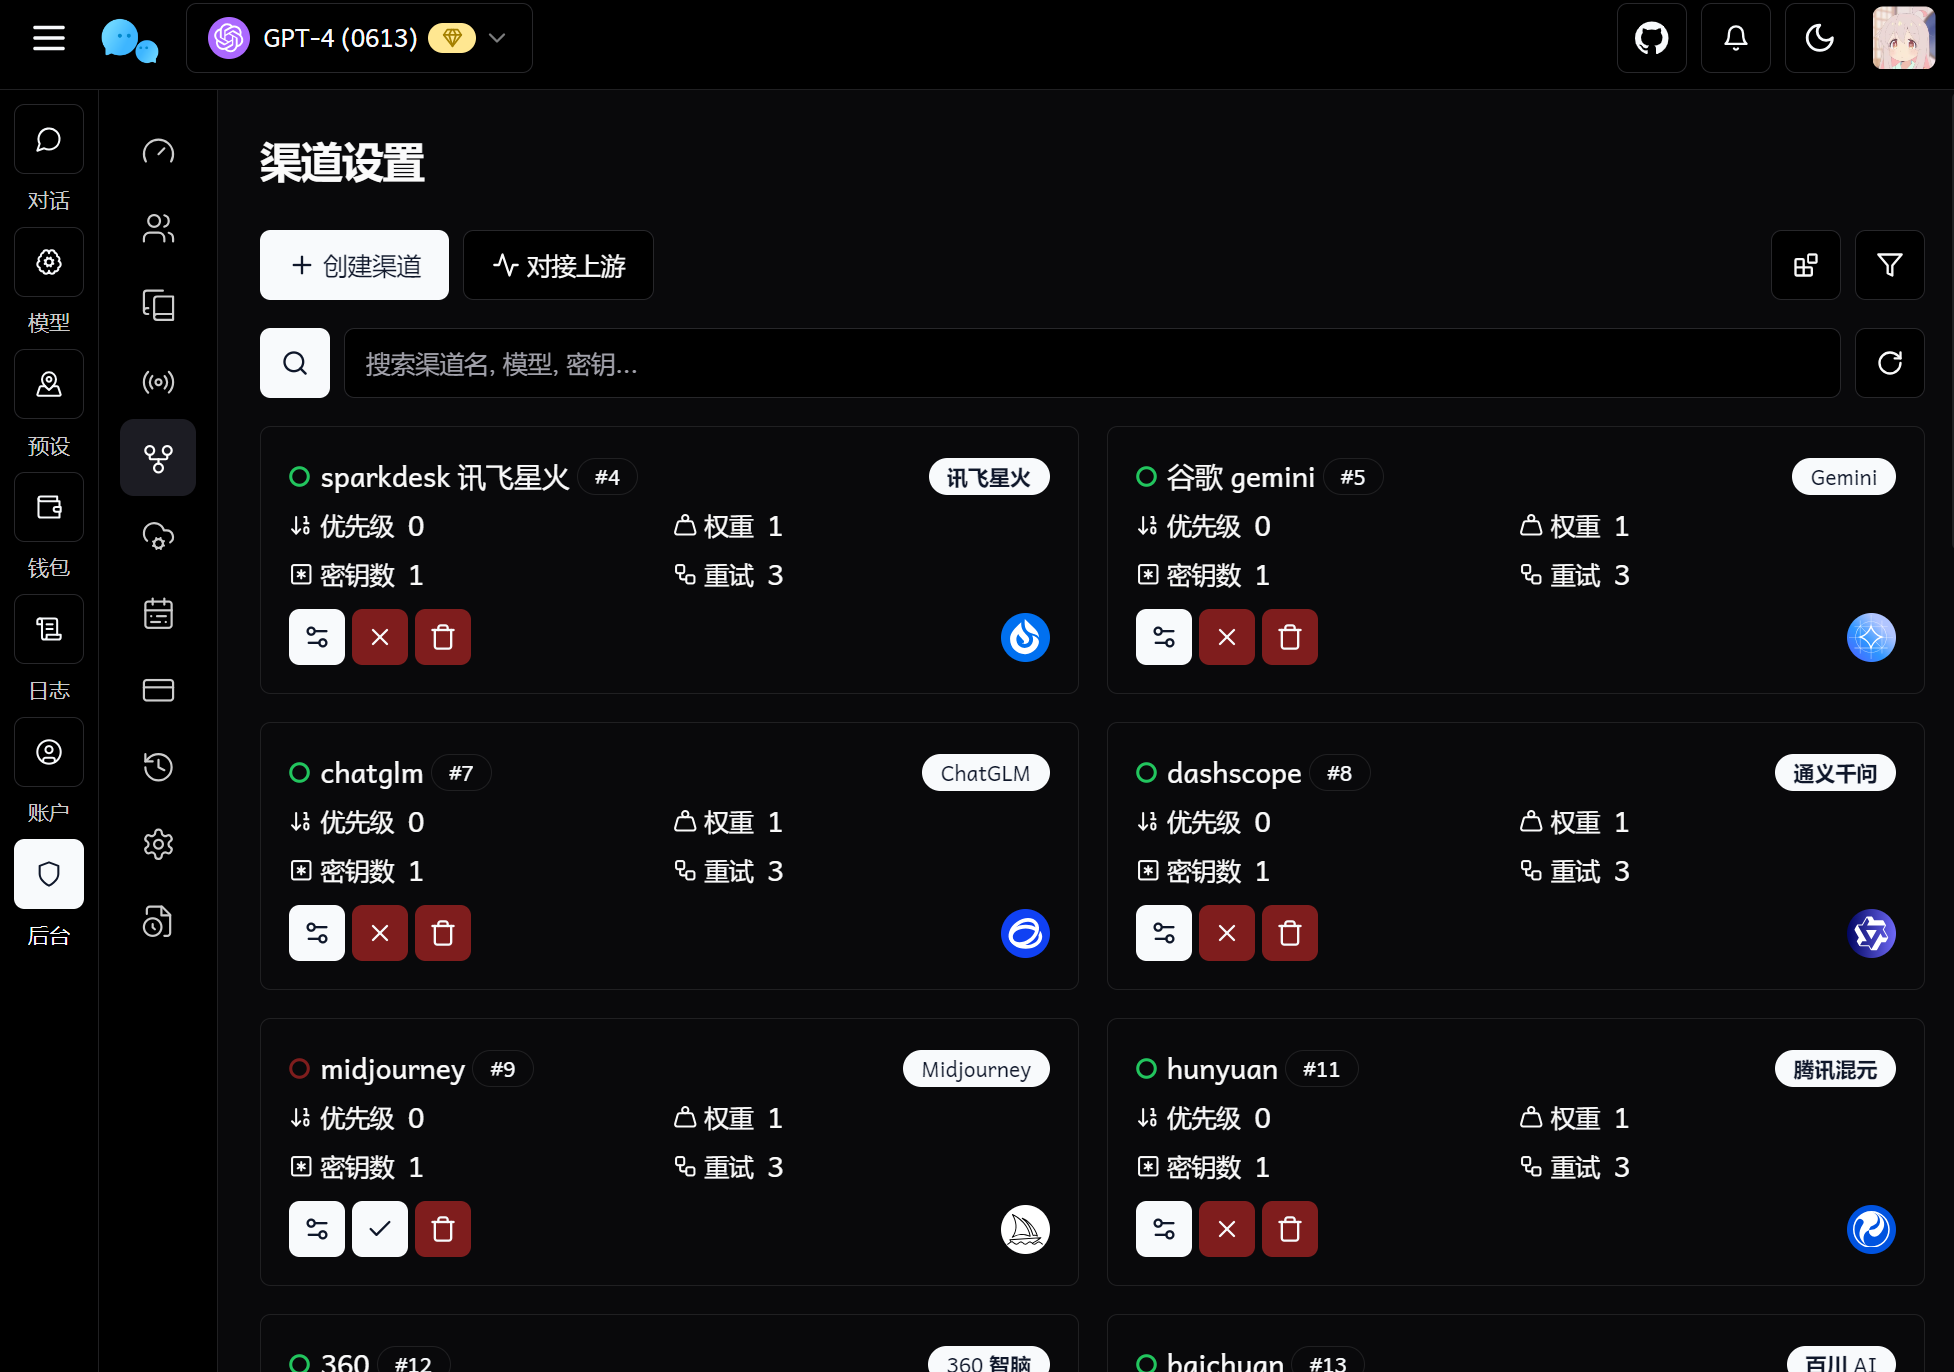 GPT-4 (0613)
对话
模型
预设
钱包
日志
账户
后台
渠道设置
创建渠道
对接上游
搜索渠道名, 模型, 密钥...
sparkdesk 讯飞星火 #4 讯飞星火
优先级 0 权重 1
密钥数 1 重试 3
谷歌 gemini #5 Gemini
优先级 0 权重 1
密钥数 1 重试 3
chatglm #7 ChatGLM
优先级 0 权重 1
密钥数 1 重试 3
dashscope #8 通义千问
优先级 0 权重 1
密钥数 1 重试 3
midjourney #9 Midjourney
优先级 0 权重 1
密钥数 1 重试 3
hunyuan #11 腾讯混元
优先级 0 权重 1
密钥数 1 重试 3
360 #12 360 智脑
baichuan #13 百川 AI